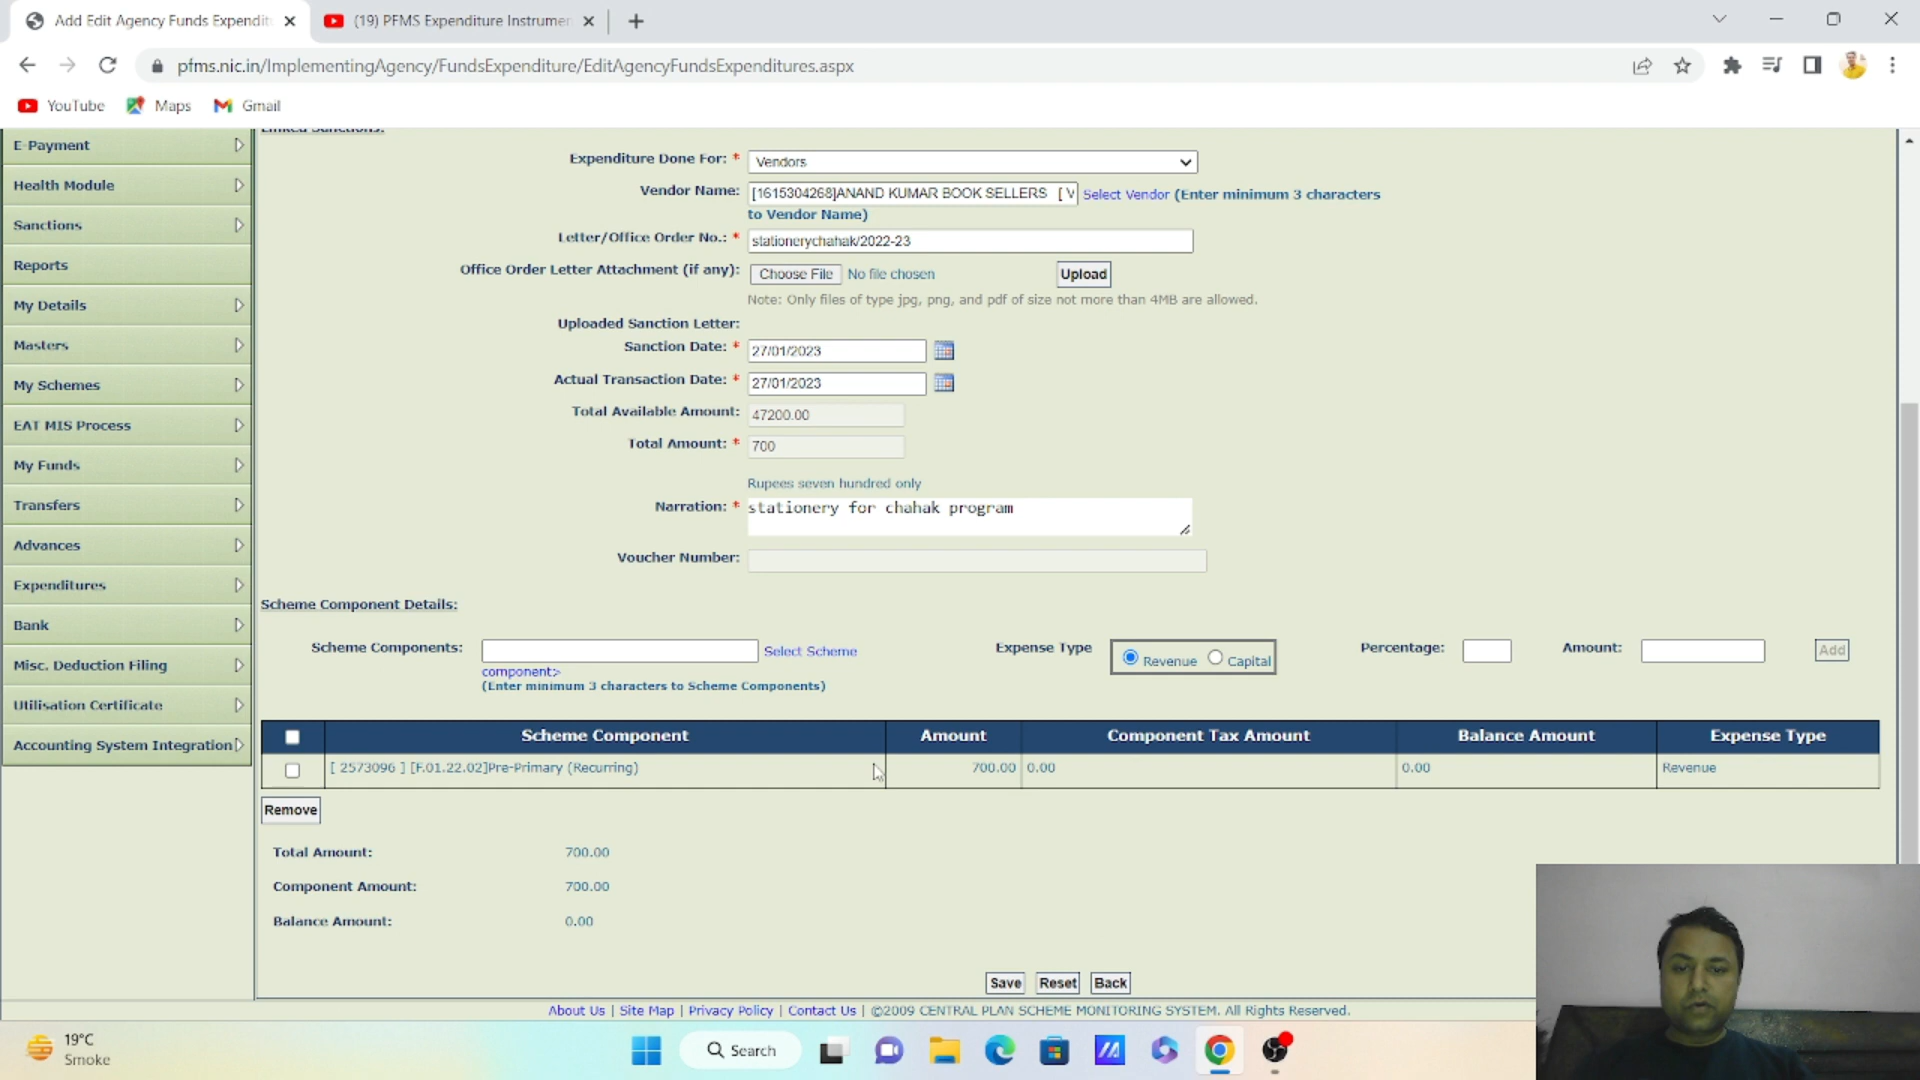 Add Edit Agency Funds Expendit
(19) PFMS Expenditure Instrumen
pfms.nic.in/ImplementingAgency/FundsExpenditure/EditAgencyFundsExpenditures.aspx
YouTube
Maps
Gmail
Linked Sanctions:
E-Payment
Health Module
Sanctions
Reports
My Details
Masters
My Schemes
EAT MIS Process
My Funds
Transfers
Advances
Expenditures
Bank
Misc. Deduction Filing
Utilisation Certificate
Accounting System Integration
Expenditure Done For: * Vendors
Vendor Name: [1615304268]ANAND KUMAR BOOK SELLERS [ V Select Vendor (Enter minimum 3 characters
to Vendor Name)
Letter/Office Order No.: * stationerychahak/2022-23
Office Order Letter Attachment (if any): Choose File No file chosen Upload
Note: Only files of type jpg, png, and pdf of size not more than 4MB are allowed.
Uploaded Sanction Letter:
Sanction Date: * 27/01/2023
Actual Transaction Date: * 27/01/2023
Total Available Amount: 47200.00
Total Amount: * 700
Rupees seven hundred only
Narration: * stationery for chahak program
Voucher Number:
Scheme Component Details:
Scheme Components: Select Scheme
component>
(Enter minimum 3 characters to Scheme Components)
Expense Type Revenue Capital
Percentage: Amount: Add
Scheme Component Amount Component Tax Amount Balance Amount Expense Type
[ 2573096 ] [F.01.22.02]Pre-Primary (Recurring) 700.00 0.00 0.00 Revenue
Remove
Total Amount: 700.00
Component Amount: 700.00
Balance Amount: 0.00
Save Reset Back
About Us | Site Map | Privacy Policy | Contact Us | ©2009 CENTRAL PLAN SCHEME MONITORING SYSTEM. All Rights Reserved.
19°C
Smoke
Search